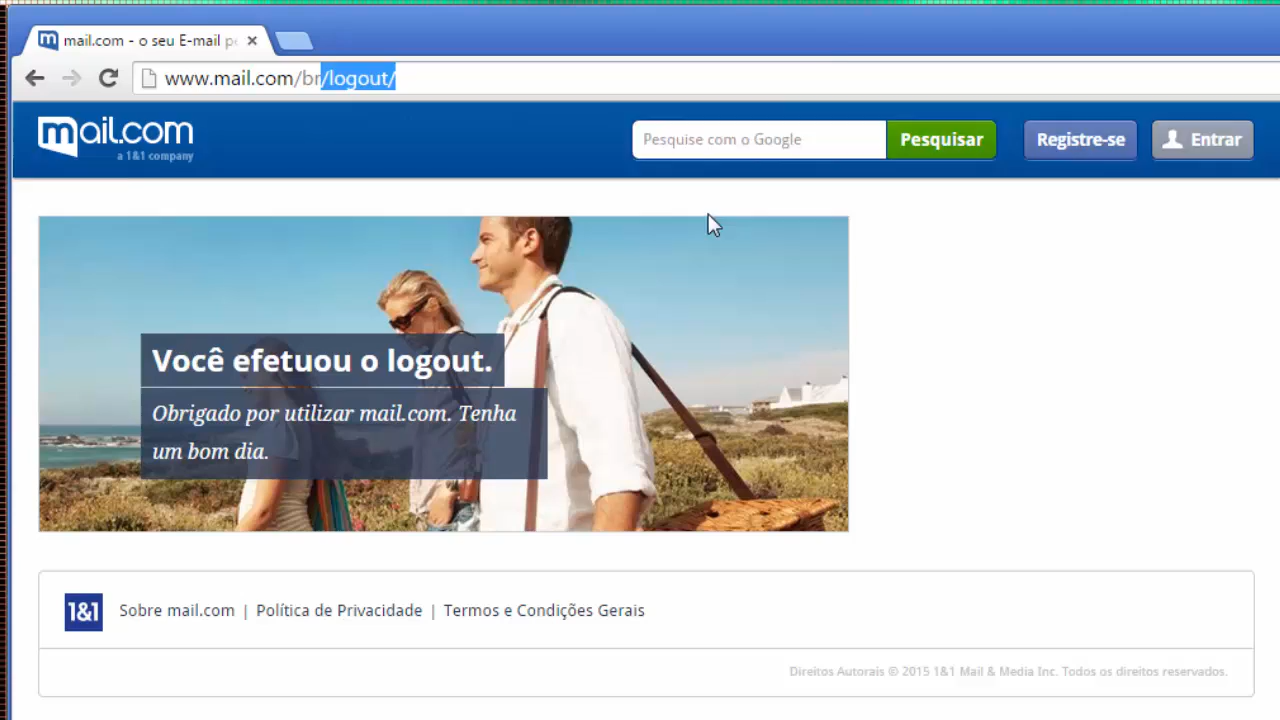 mail.com - o seu E-mail pe
www.mail.com/br/logout/
mail.com
a 1&1 company
Pesquise com o Google
Pesquisar
Registre-se
Entrar
Você efetuou o logout.
Obrigado por utilizar mail.com. Tenha
um bom dia.
1&1 Sobre mail.com | Política de Privacidade | Termos e Condições Gerais
Direitos Autorais © 2015 1&1 Mail & Media Inc. Todos os direitos reservados.